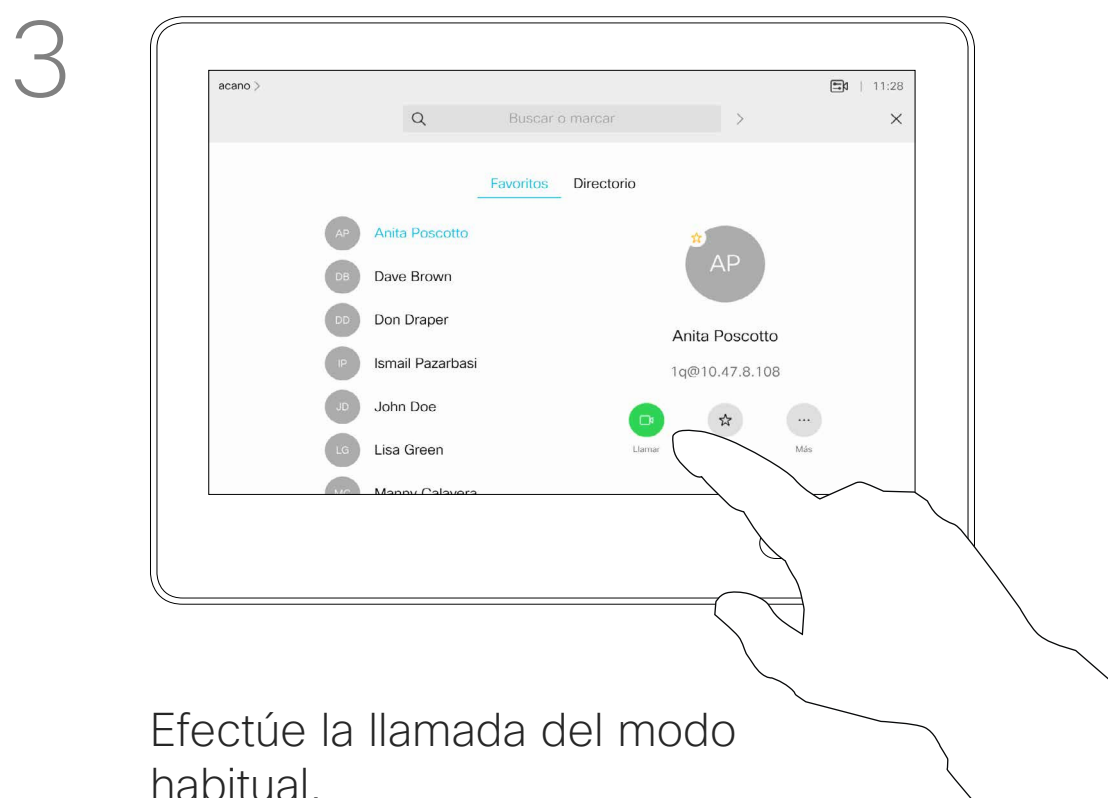 3
acano >
11:28
Buscar o marcar
Favoritos Directorio
AP Anita Poscotto
DB Dave Brown
DD Don Draper
IP Ismail Pazarbasi
JD John Doe
LG Lisa Green
Manny Calavera
AP
Anita Poscotto
1q@10.47.8.108
Llamar
Más
Efectúe la llamada del modo
habitual.